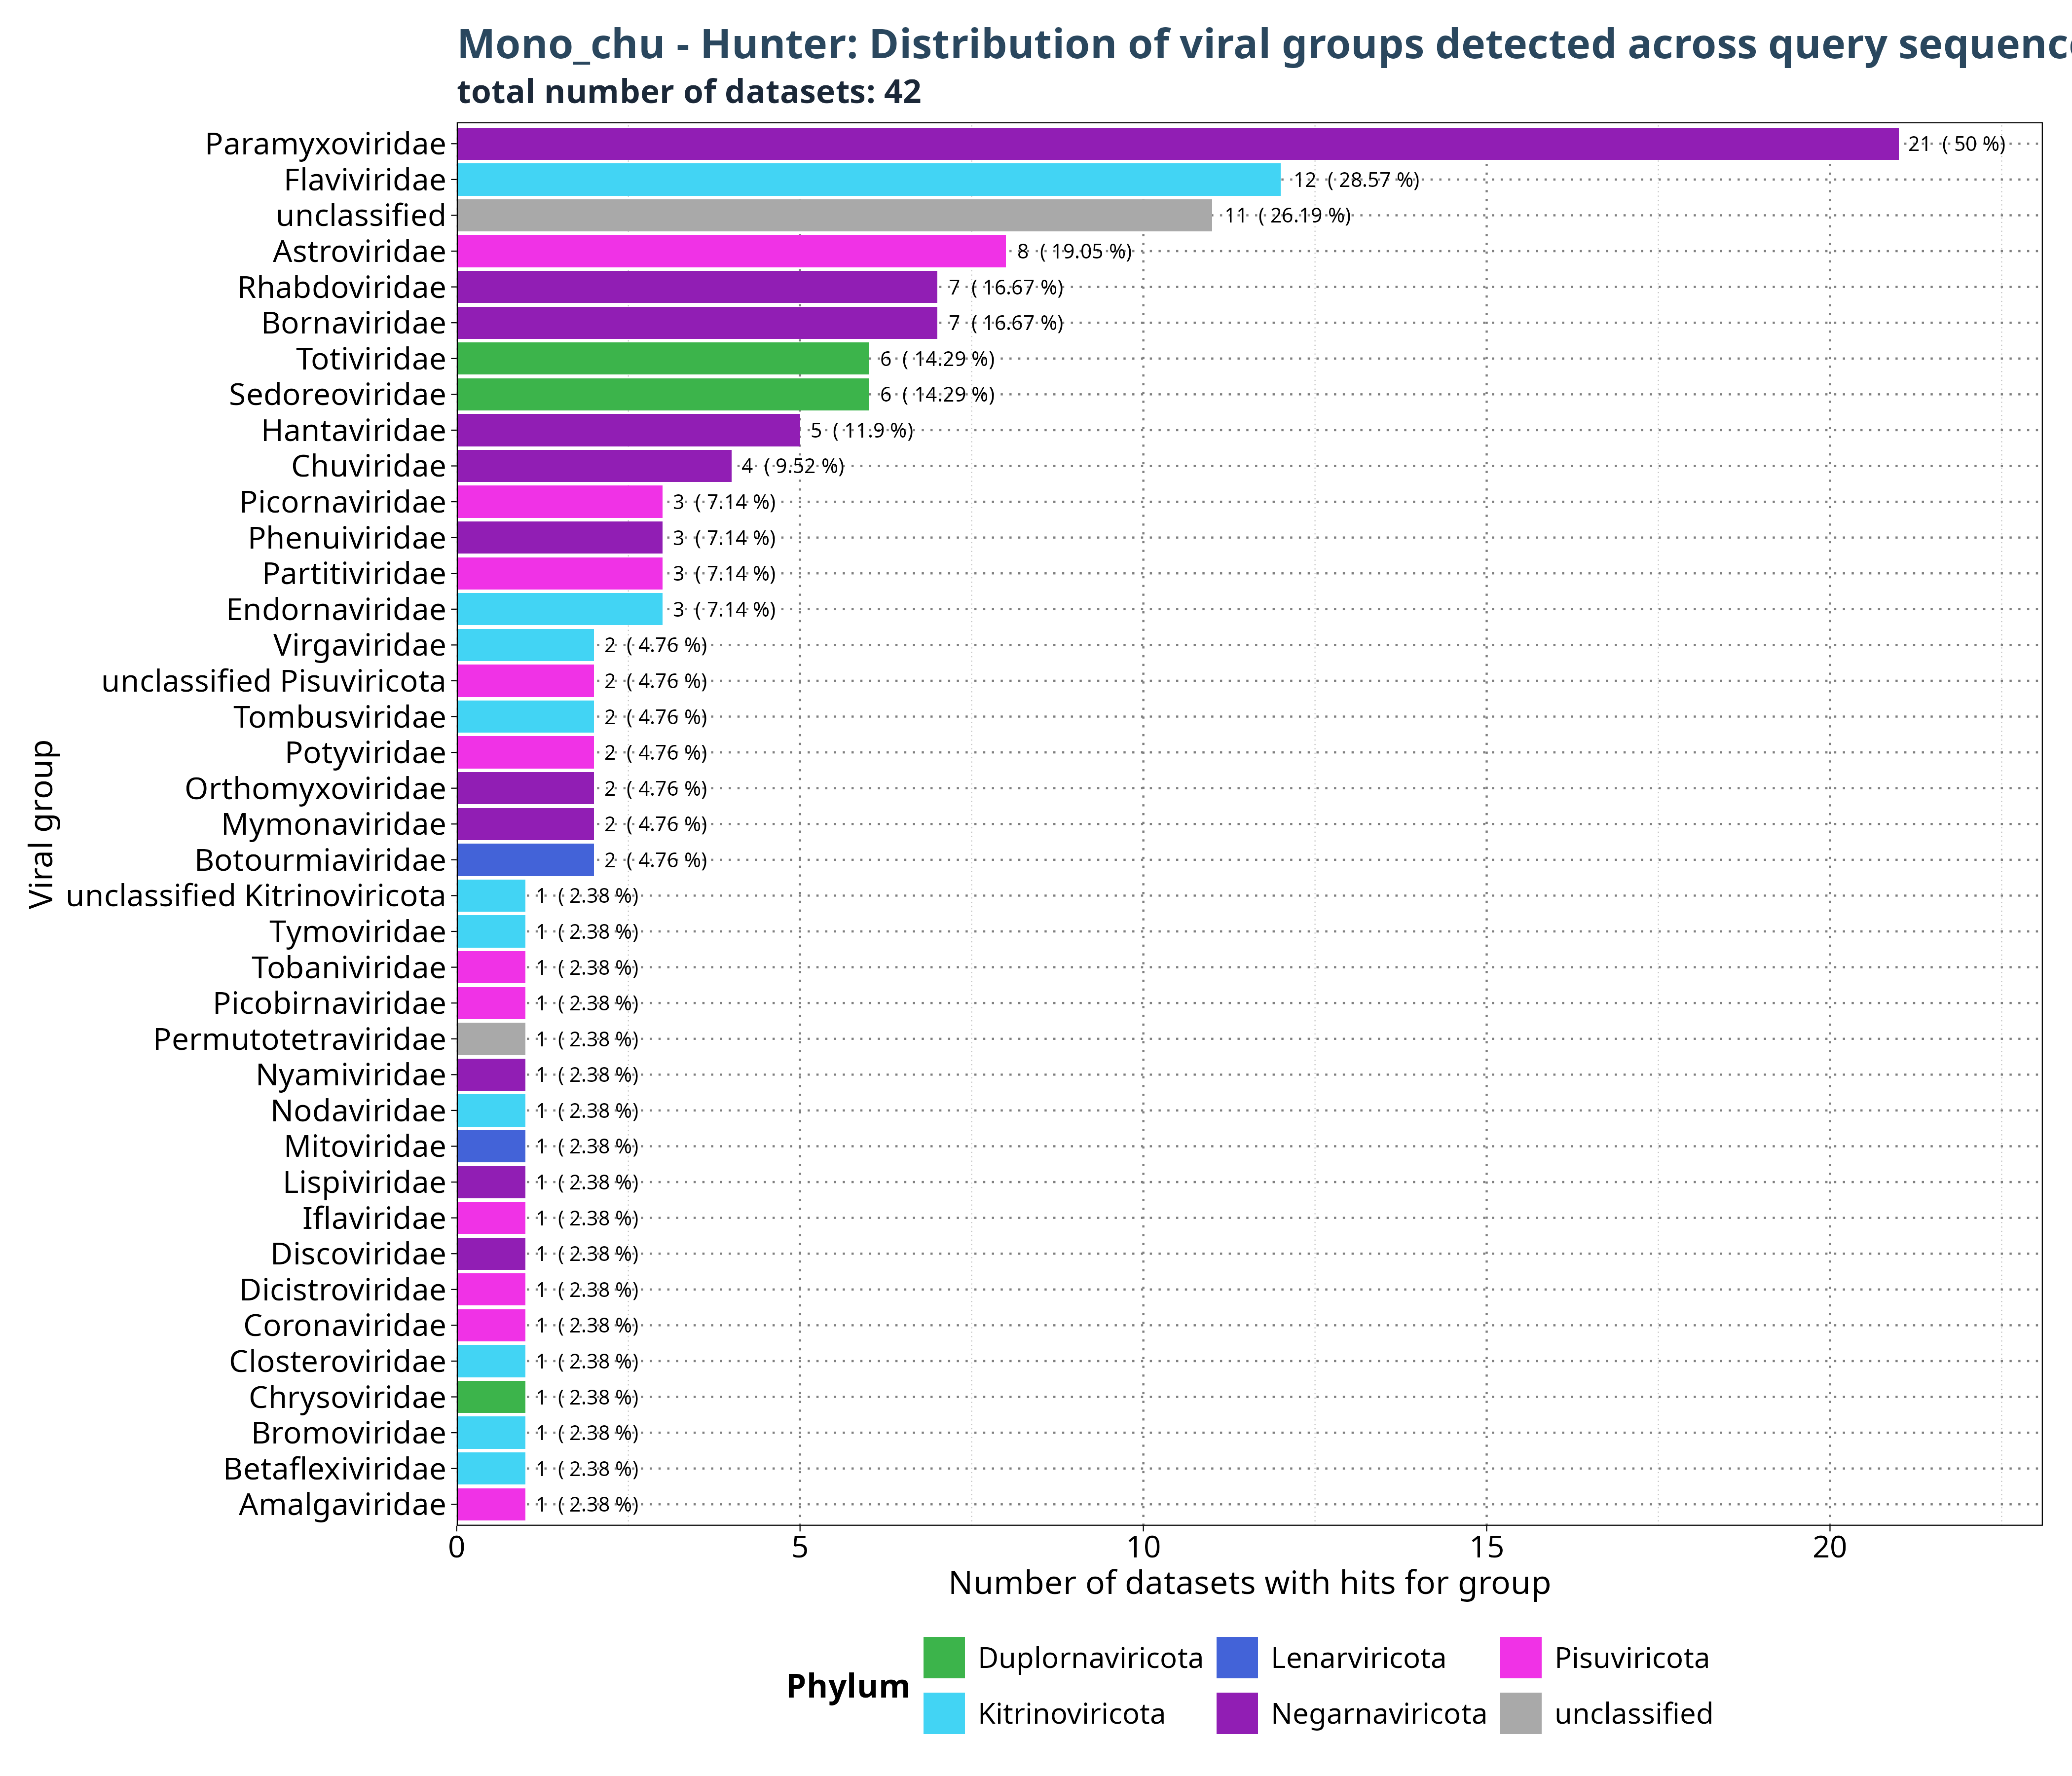 Mono_chu - Hunter: Distribution of viral groups detected across query sequenc
total number of datasets: 42
Viral group
Paramyxoviridae 21 ( 50 %)
Flaviviridae 12 ( 28.57 %)
unclassified 11 ( 26.19 %)
Astroviridae 8 ( 19.05 %)
Rhabdoviridae 7 ( 16.67 %)
Bornaviridae 7 ( 16.67 %)
Totiviridae 6 ( 14.29 %)
Sedoreoviridae 6 ( 14.29 %)
Hantaviridae 5 ( 11.9 %)
Chuviridae 4 ( 9.52 %)
Picornaviridae 3 ( 7.14 %)
Phenuiviridae 3 ( 7.14 %)
Partitiviridae 3 ( 7.14 %)
Endornaviridae 3 ( 7.14 %)
Virgaviridae 2 ( 4.76 %)
unclassified Pisuviricota 2 ( 4.76 %)
Tombusviridae 2 ( 4.76 %)
Potyviridae 2 ( 4.76 %)
Orthomyxoviridae 2 ( 4.76 %)
Mymonaviridae 2 ( 4.76 %)
Botourmiaviridae 2 ( 4.76 %)
unclassified Kitrinoviricota 1 ( 2.38 %)
Tymoviridae 1 ( 2.38 %)
Tobaniviridae 1 ( 2.38 %)
Picobirnaviridae 1 ( 2.38 %)
Permutotetraviridae 1 ( 2.38 %)
Nyamiviridae 1 ( 2.38 %)
Nodaviridae 1 ( 2.38 %)
Mitoviridae 1 ( 2.38 %)
Lispiviridae 1 ( 2.38 %)
Iflaviridae 1 ( 2.38 %)
Discoviridae 1 ( 2.38 %)
Dicistroviridae 1 ( 2.38 %)
Coronaviridae 1 ( 2.38 %)
Closteroviridae 1 ( 2.38 %)
Chrysoviridae 1 ( 2.38 %)
Bromoviridae 1 ( 2.38 %)
Betaflexiviridae 1 ( 2.38 %)
Amalgaviridae 1 ( 2.38 %)
0 5 10 15 20
Number of datasets with hits for group
Phylum
Duplornaviricota Lenarviricota Pisuviricota
Kitrinoviricota Negarnaviricota unclassified